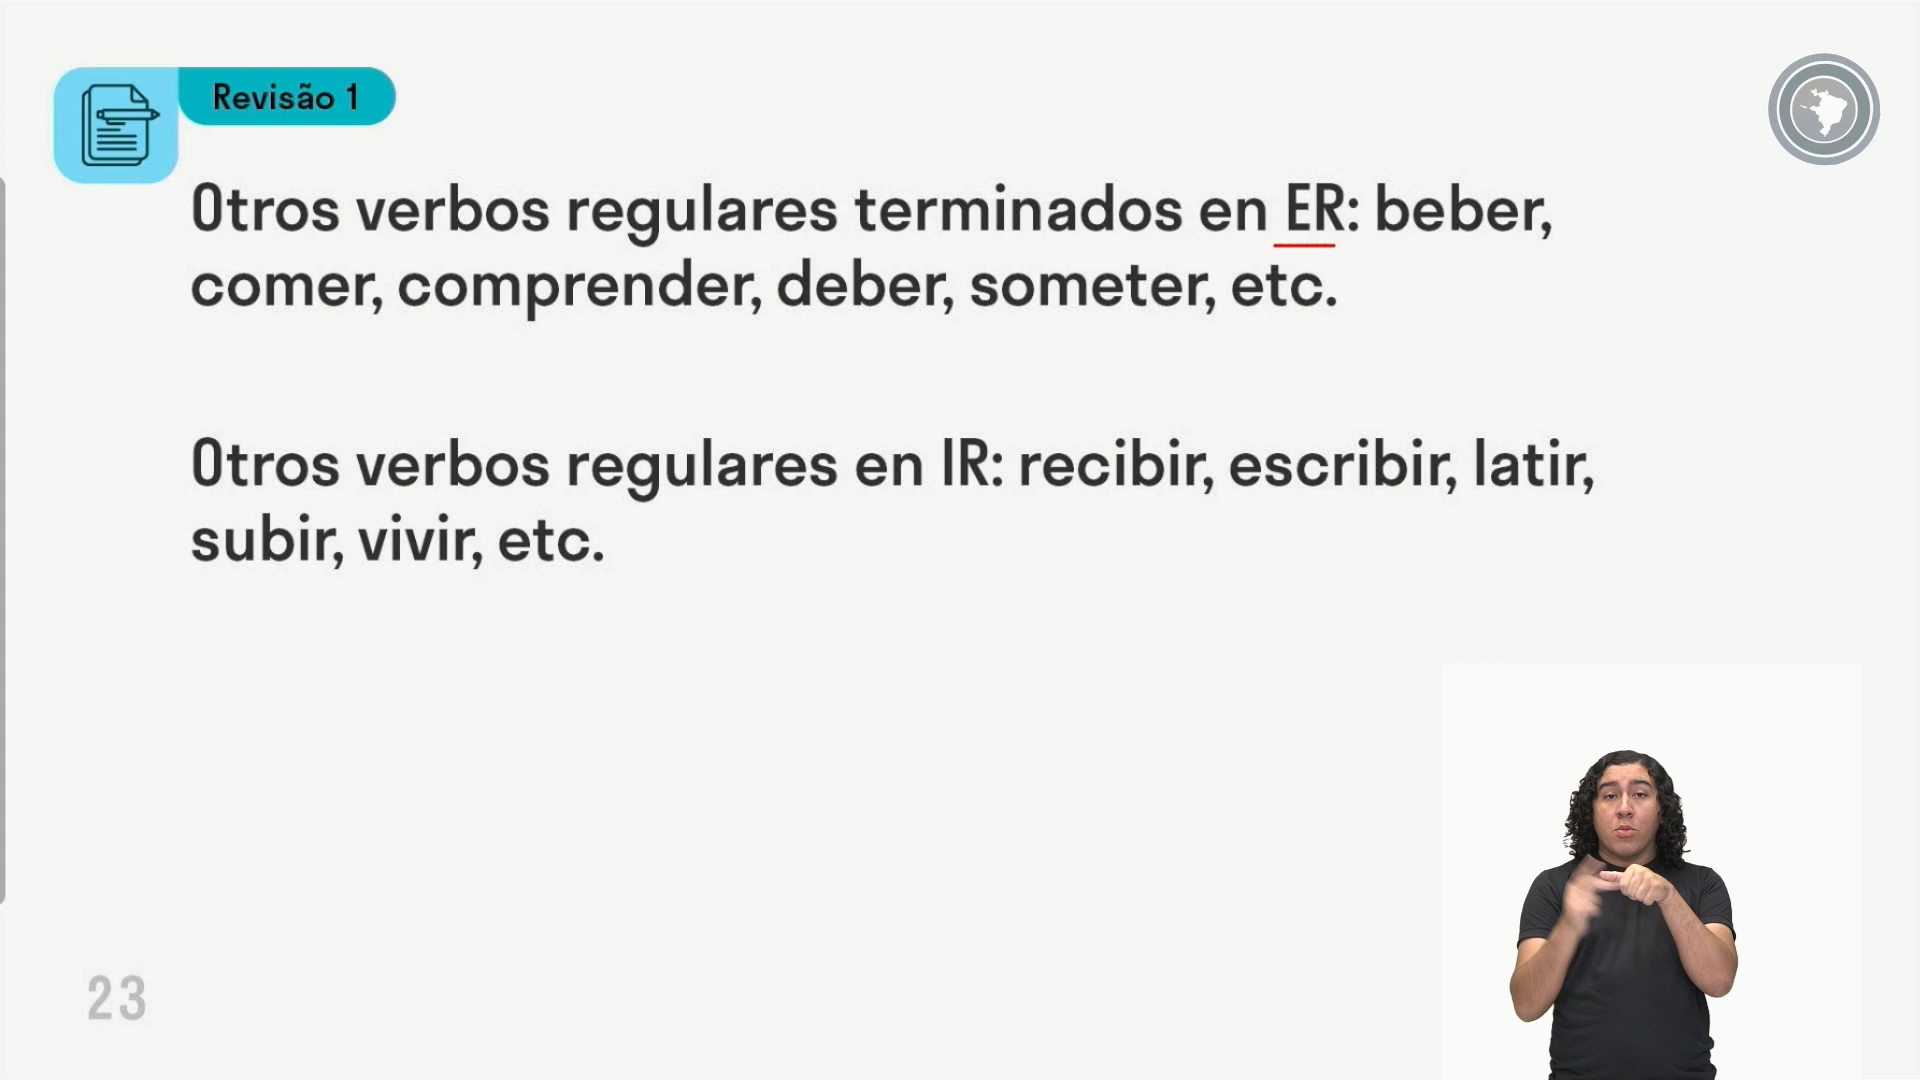 Revisão 1
Otros verbos regulares terminados en ER: beber,
comer, comprender, deber, someter, etc.
Otros verbos regulares en IR: recibir, escribir, latir,
subir, vivir, etc.
23